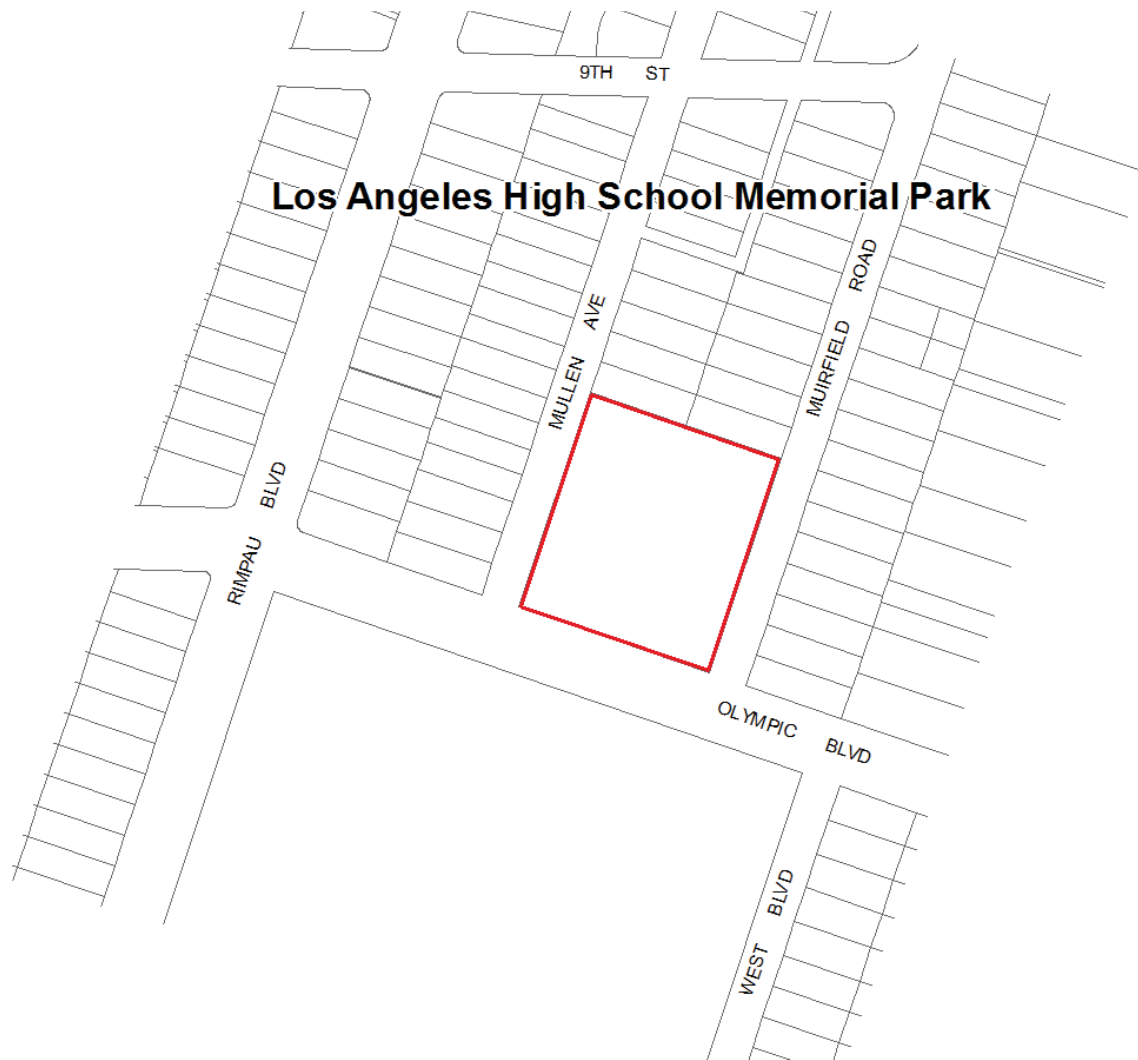 9TH ST
Los Angeles High School Memorial Park
MULLEN AVE
MUIRFIELD ROAD
RIMPAU BLVD
OLYMPIC BLVD
WEST BLVD